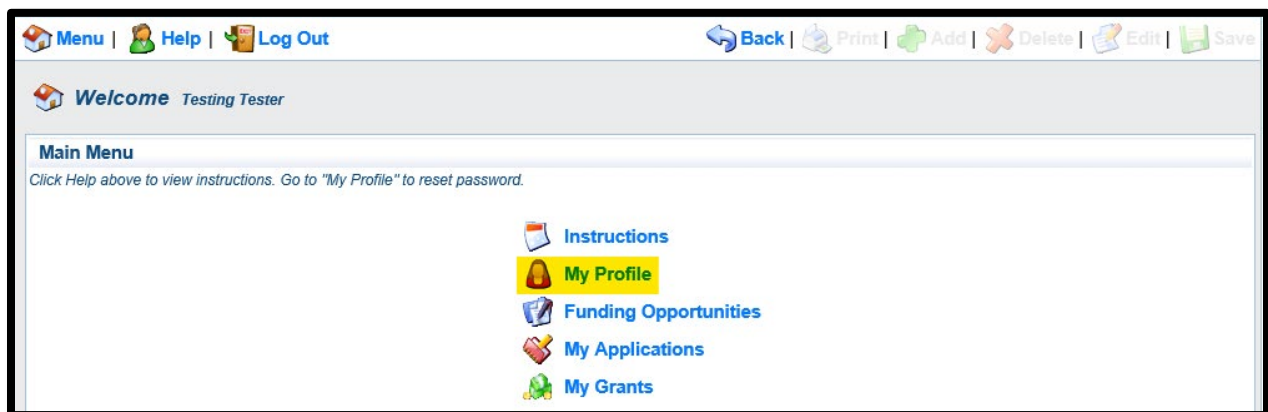 Menu | Help | Log Out Back | Print | Add | Delete | Edit | Save
Welcome Testing Tester
Main Menu
Click Help above to view instructions. Go to "My Profile" to reset password.
Instructions
My Profile
Funding Opportunities
My Applications
My Grants